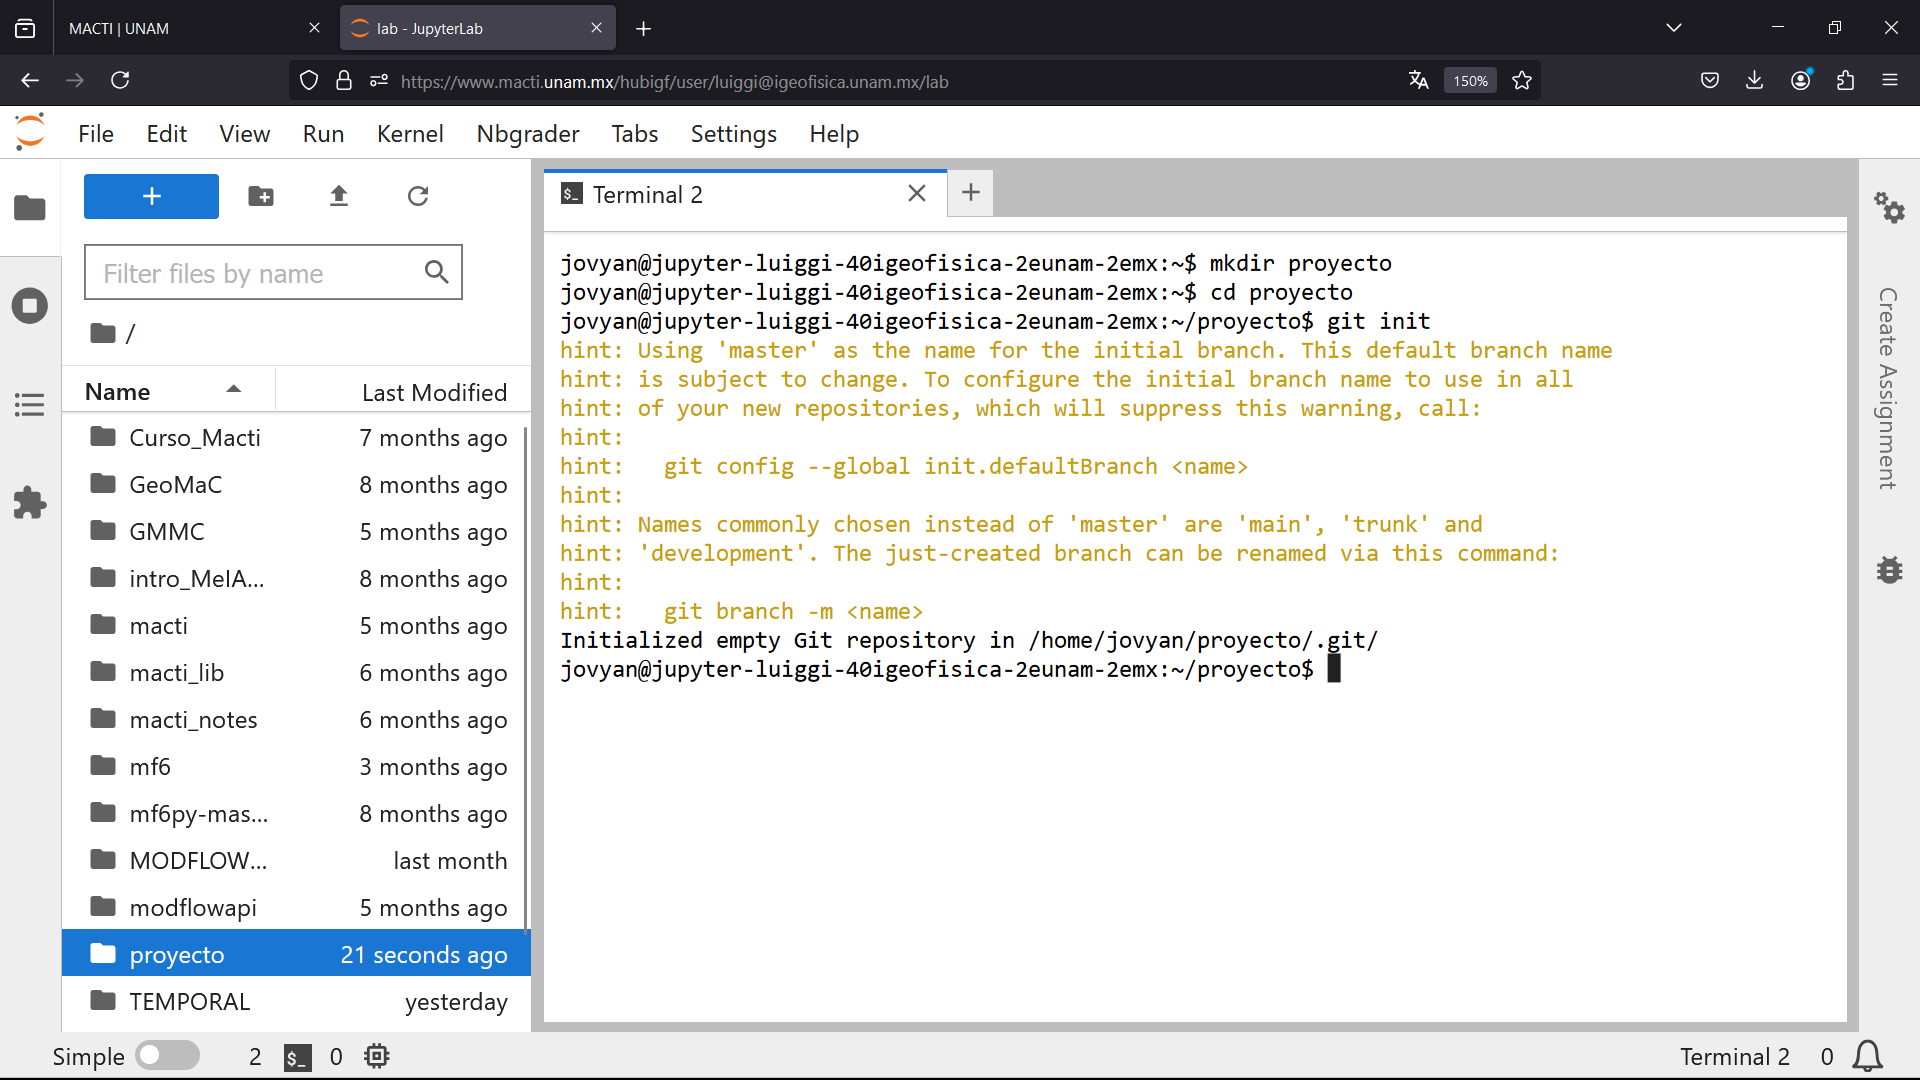 MACTI | UNAM
lab - JupyterLab
https://www.macti.unam.mx/hubigf/user/luiggi@igeofisica.unam.mx/lab
150%
File Edit View Run Kernel Nbgrader Tabs Settings Help
Filter files by name
/
Name Last Modified
Curso_Macti 7 months ago
GeoMaC 8 months ago
GMMC 5 months ago
intro_MeIA... 8 months ago
macti 5 months ago
macti_lib 6 months ago
macti_notes 6 months ago
mf6 3 months ago
mf6py-mas... 8 months ago
MODFLOW... last month
modflowapi 5 months ago
proyecto 21 seconds ago
TEMPORAL yesterday
Terminal 2
jovyan@jupyter-luiggi-40igeofisica-2eunam-2emx:~$ mkdir proyecto
jovyan@jupyter-luiggi-40igeofisica-2eunam-2emx:~$ cd proyecto
jovyan@jupyter-luiggi-40igeofisica-2eunam-2emx:~/proyecto$ git init
hint: Using 'master' as the name for the initial branch. This default branch name
hint: is subject to change. To configure the initial branch name to use in all
hint: of your new repositories, which will suppress this warning, call:
hint:
hint:   git config --global init.defaultBranch <name>
hint:
hint: Names commonly chosen instead of 'master' are 'main', 'trunk' and
hint: 'development'. The just-created branch can be renamed via this command:
hint:
hint:   git branch -m <name>
Initialized empty Git repository in /home/jovyan/proyecto/.git/
jovyan@jupyter-luiggi-40igeofisica-2eunam-2emx:~/proyecto$
Create Assignment
Simple 2 $_ 0 Terminal 2 0